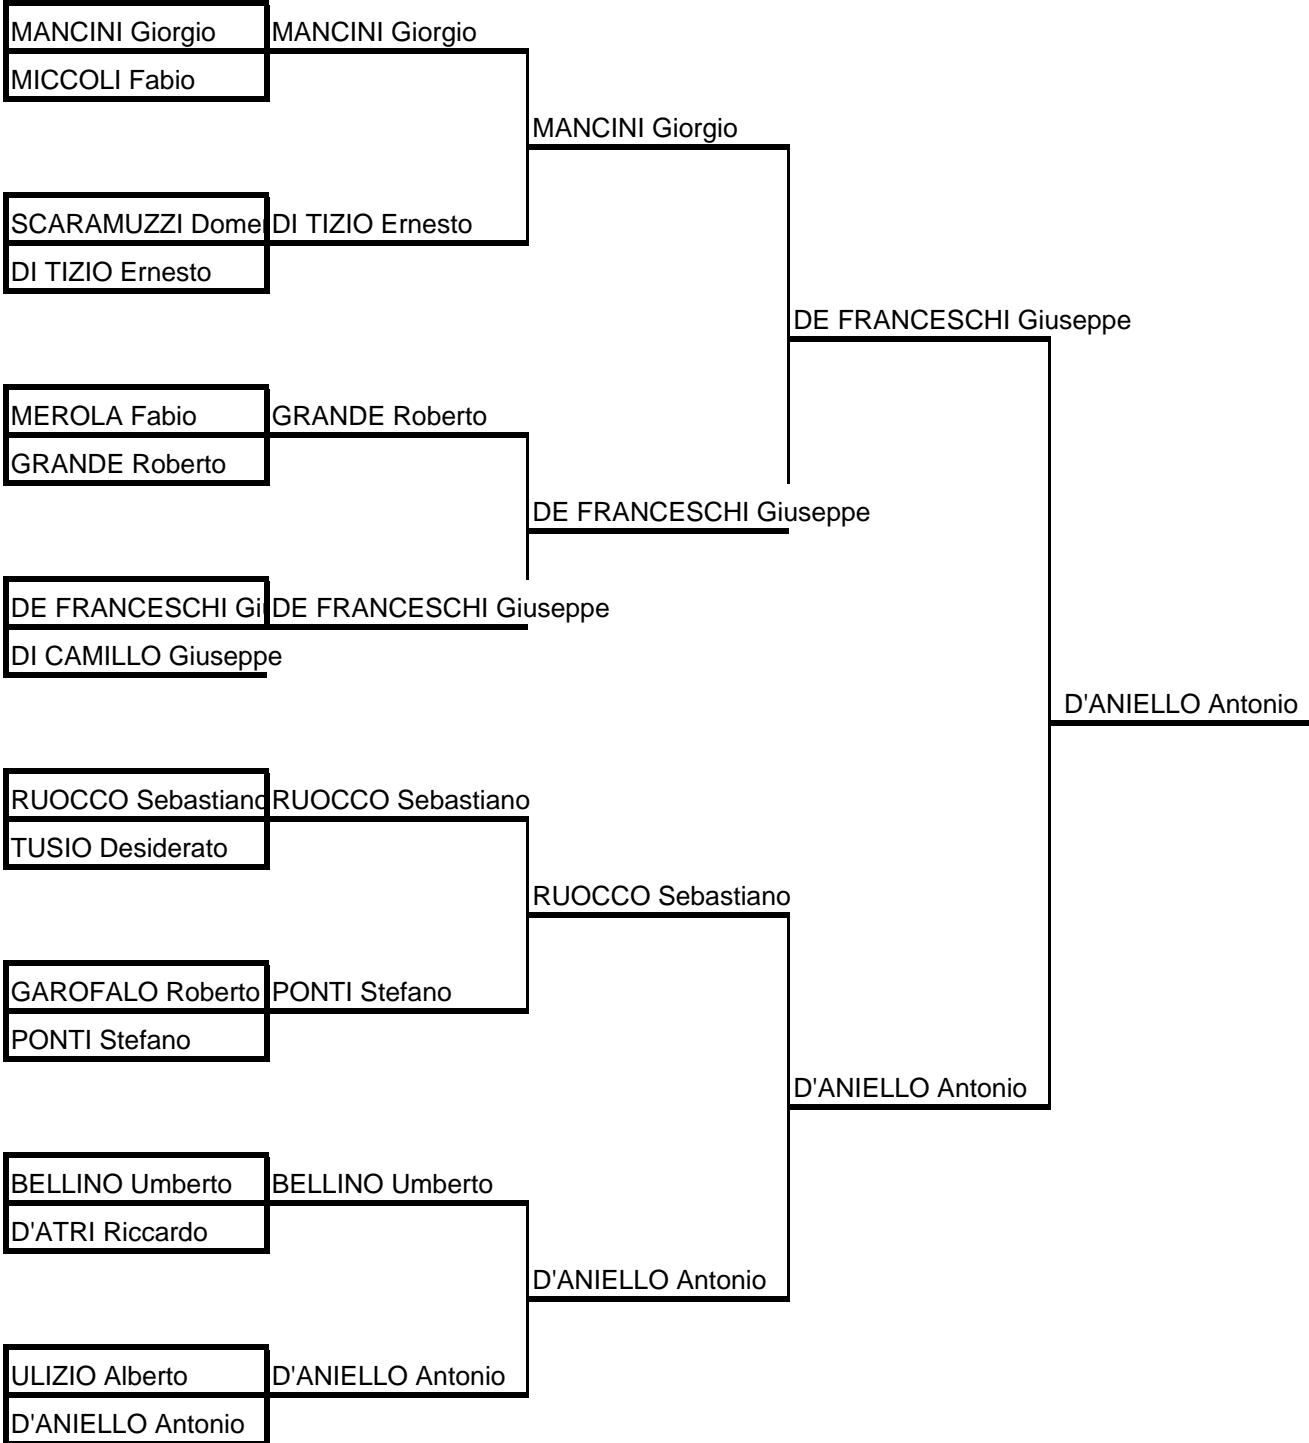 MANCINI Giorgio MANCINI Giorgio
MICCOLI Fabio
MANCINI Giorgio
SCARAMUZZI DI TIZIO Ernesto
DI TIZIO Ernesto
DE FRANCESCHI Giuseppe
MEROLA Fabio GRANDE Roberto
GRANDE Roberto
DE FRANCESCHI Giuseppe
DE FRANCESCHI Gi DE FRANCESCHI Giuseppe
DI CAMILLO Giuseppe
D'ANIELLO Antonio
RUOCCO Sebastiano RUOCCO Sebastiano
TUSIO Desiderato
RUOCCO Sebastiano
GAROFALO Roberto PONTI Stefano
PONTI Stefano
D'ANIELLO Antonio
BELLINO Umberto BELLINO Umberto
D'ATRI Riccardo
D'ANIELLO Antonio
ULIZIO Alberto D'ANIELLO Antonio
D'ANIELLO Antonio